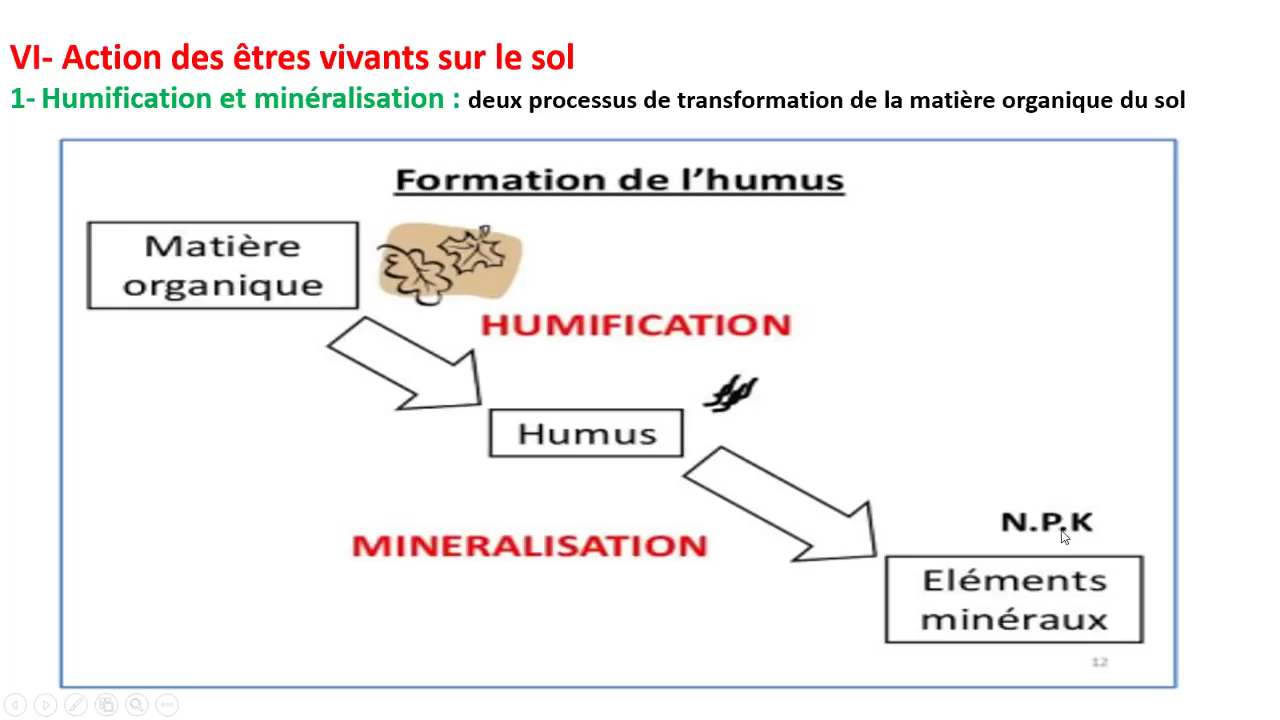 VI- Action des êtres vivants sur le sol
1- Humification et minéralisation : deux processus de transformation de la matière organique du sol
Formation de l'humus
Matière
organique
HUMIFICATION
Humus
MINERALISATION
N.P.K
Eléments
minéraux
12